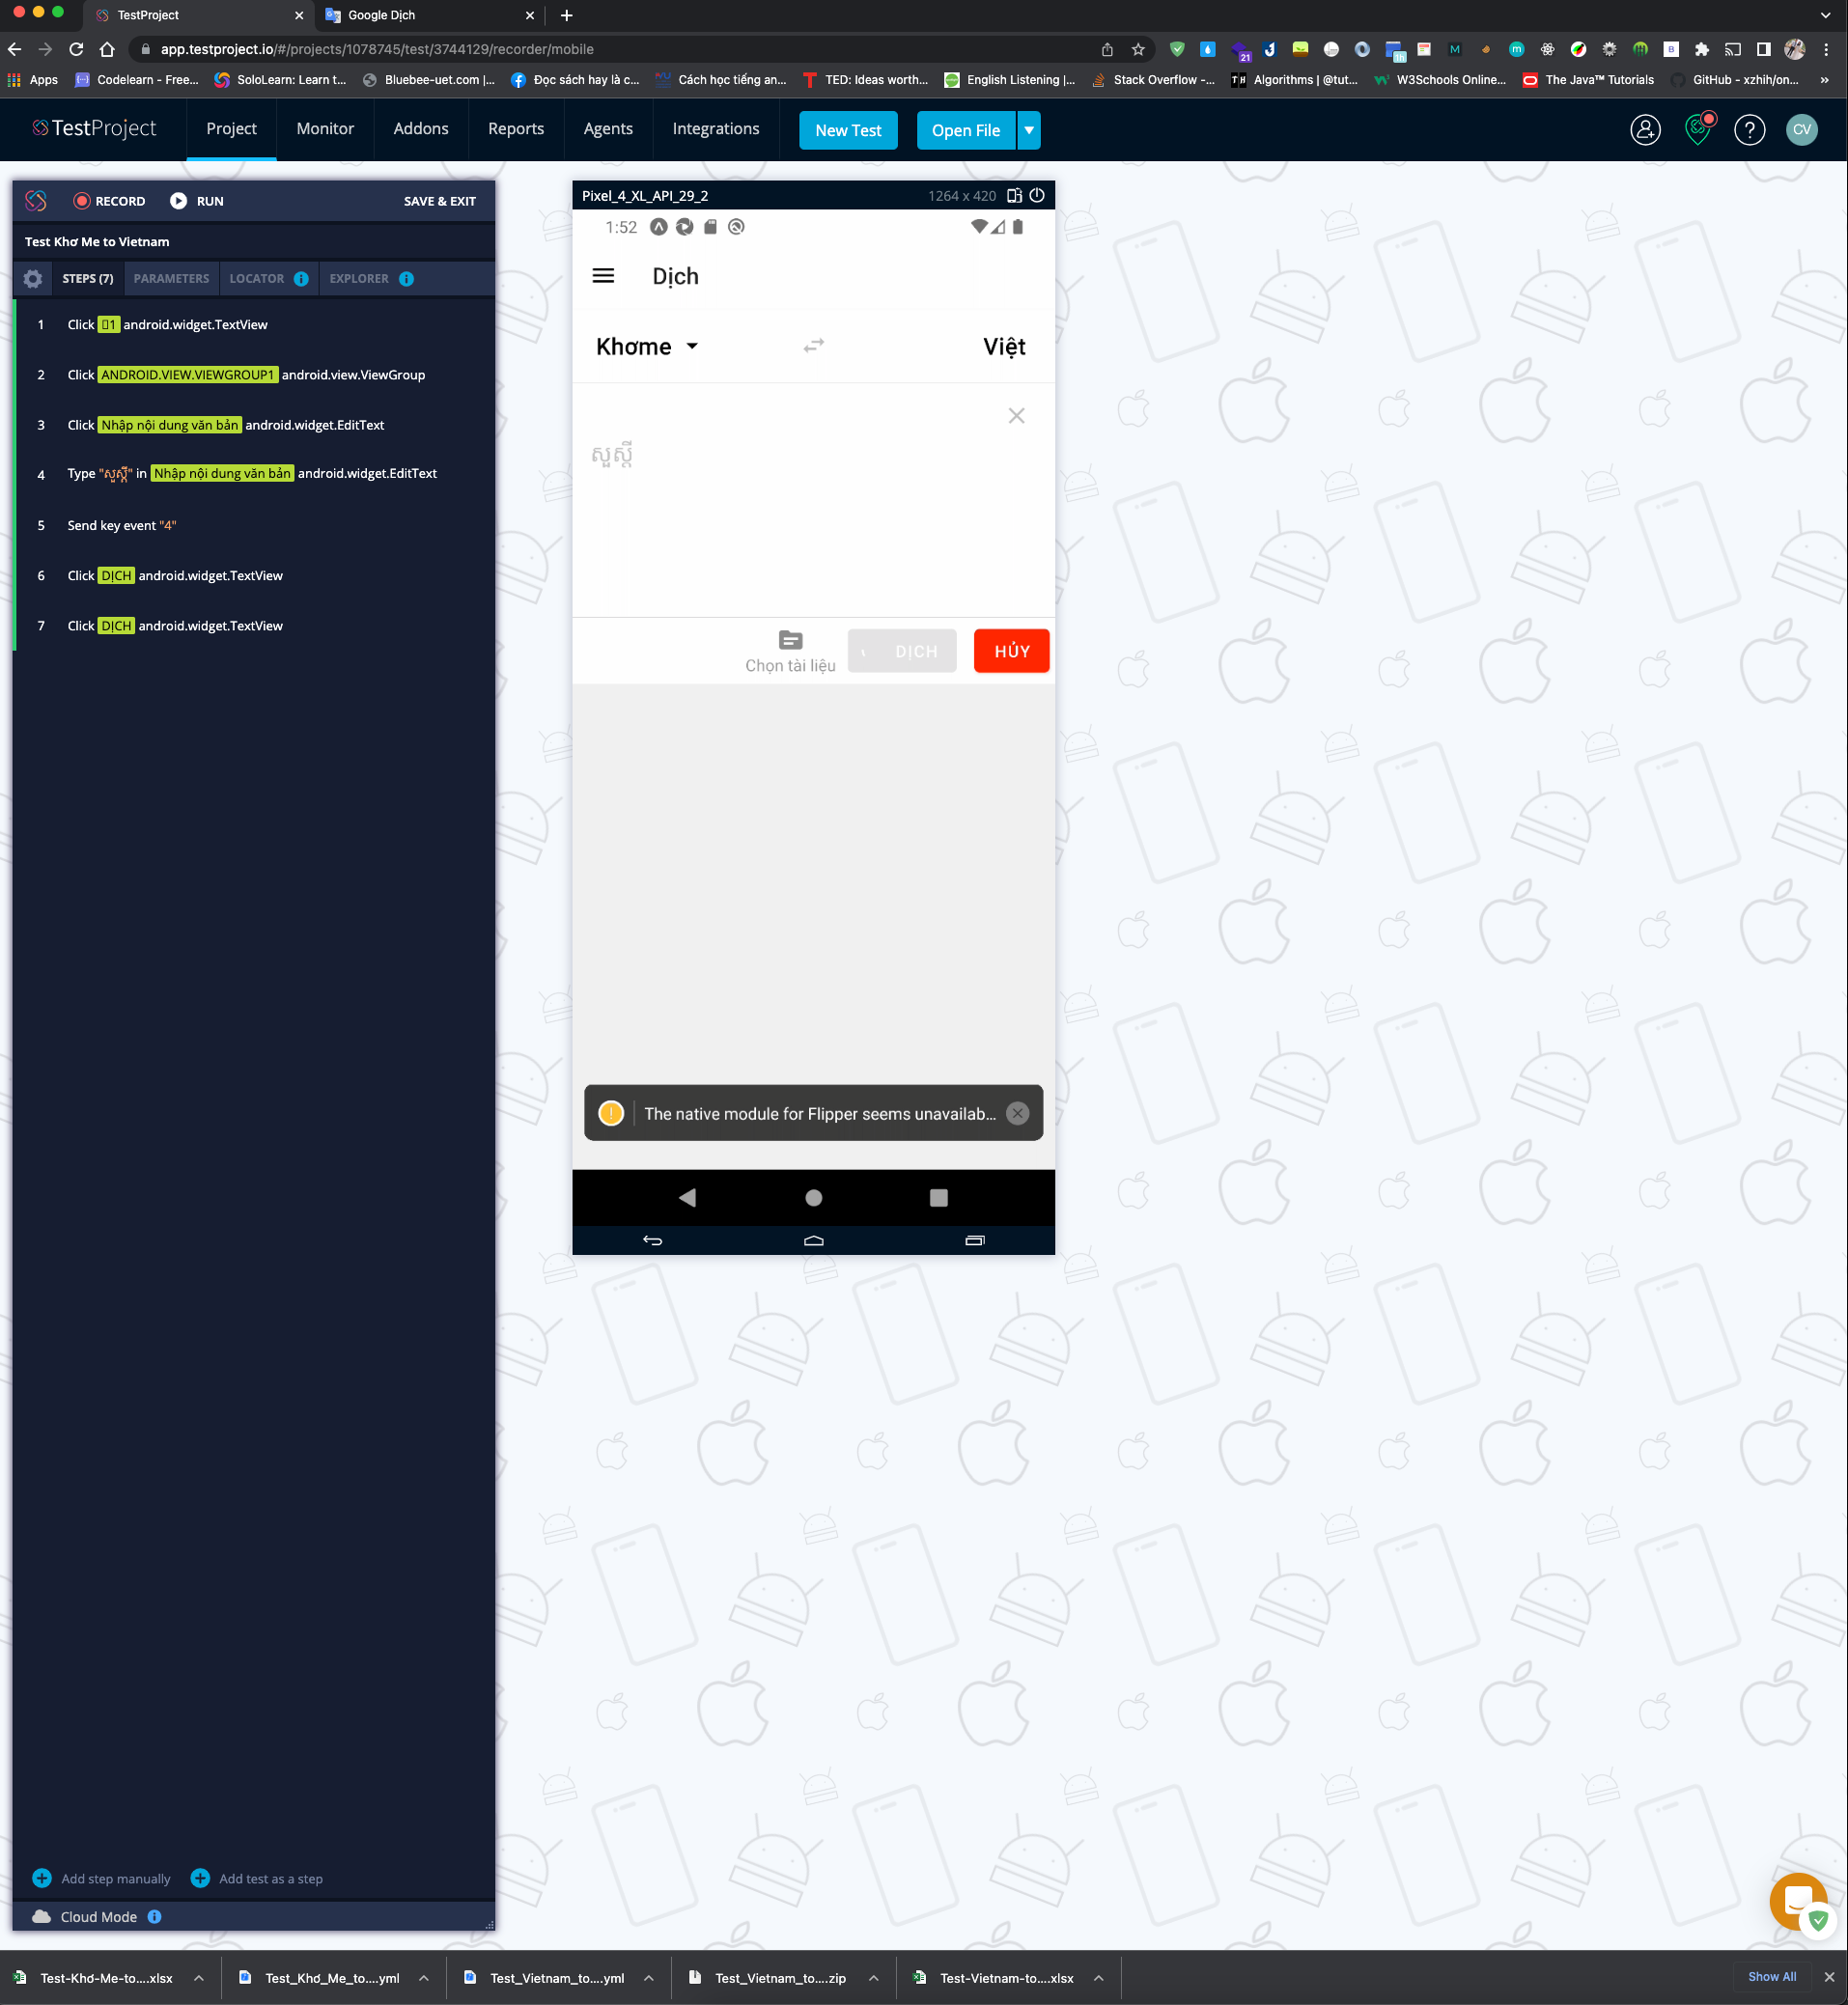 TestProject
Google Dịch
app.testproject.io/#/projects/1078745/test/3744129/recorder/mobile
21
1h
Apps
Codelearn - Free...
SoloLearn: Learn t...
Bluebee-uet.com |...
Đọc sách hay là c...
Cách học tiếng an...
TED: Ideas worth...
English Listening |...
Stack Overflow -...
Algorithms | @tut...
W3Schools Online...
The Java™ Tutorials
GitHub - xzhih/on...
TestProject
Project
Monitor
Addons
Reports
Agents
Integrations
New Test
Open File
CV
RECORD
RUN
SAVE & EXIT
Test Khơ Me to Vietnam
STEPS (7)
PARAMETERS
LOCATOR
EXPLORER
1 Click 1 android.widget.TextView
2 Click ANDROID.VIEW.VIEWGROUP1 android.view.ViewGroup
3 Click Nhập nội dung văn bản android.widget.EditText
4 Type "សួស្តី" in Nhập nội dung văn bản android.widget.EditText
5 Send key event "4"
6 Click DỊCH android.widget.TextView
7 Click DỊCH android.widget.TextView
Add step manually
Add test as a step
Cloud Mode
Pixel_4_XL_API_29_2
1264 x 420
1:52
Dịch
Khơme
Việt
សួស្តី
Chọn tài liệu
DỊCH
HỦY
The native module for Flipper seems unavailab...
Test-Khơ-Me-to....xlsx
Test_Khơ_Me_to....yml
Test_Vietnam_to....yml
Test_Vietnam_to....zip
Test-Vietnam-to....xlsx
Show All